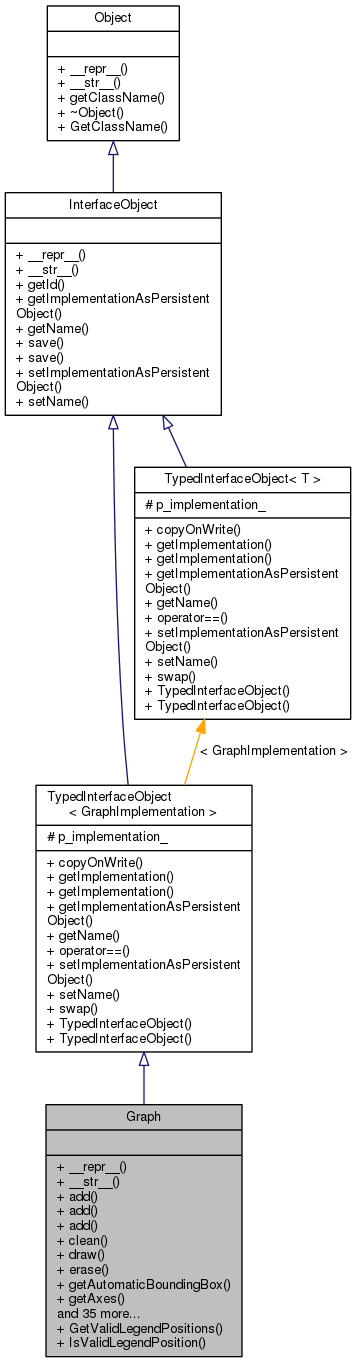 Object
+ __repr__()
+ __str__()
+ getClassName()
+ ~Object()
+ GetClassName()
InterfaceObject
+ __repr__()
+ __str__()
+ getId()
+ getImplementationAsPersistent
Object()
+ getName()
+ save()
+ save()
+ setImplementationAsPersistent
Object()
+ setName()
TypedInterfaceObject< T >
# p_implementation_
+ copyOnWrite()
+ getImplementation()
+ getImplementation()
+ getImplementationAsPersistent
Object()
+ getName()
+ operator==()
+ setImplementationAsPersistent
Object()
+ setName()
+ swap()
+ TypedInterfaceObject()
+ TypedInterfaceObject()
< GraphImplementation >
TypedInterfaceObject
< GraphImplementation >
# p_implementation_
+ copyOnWrite()
+ getImplementation()
+ getImplementation()
+ getImplementationAsPersistent
Object()
+ getName()
+ operator==()
+ setImplementationAsPersistent
Object()
+ setName()
+ swap()
+ TypedInterfaceObject()
+ TypedInterfaceObject()
Graph
+ __repr__()
+ __str__()
+ add()
+ add()
+ add()
+ clean()
+ draw()
+ erase()
+ getAutomaticBoundingBox()
+ getAxes()
and 35 more...
+ GetValidLegendPositions()
+ IsValidLegendPosition()